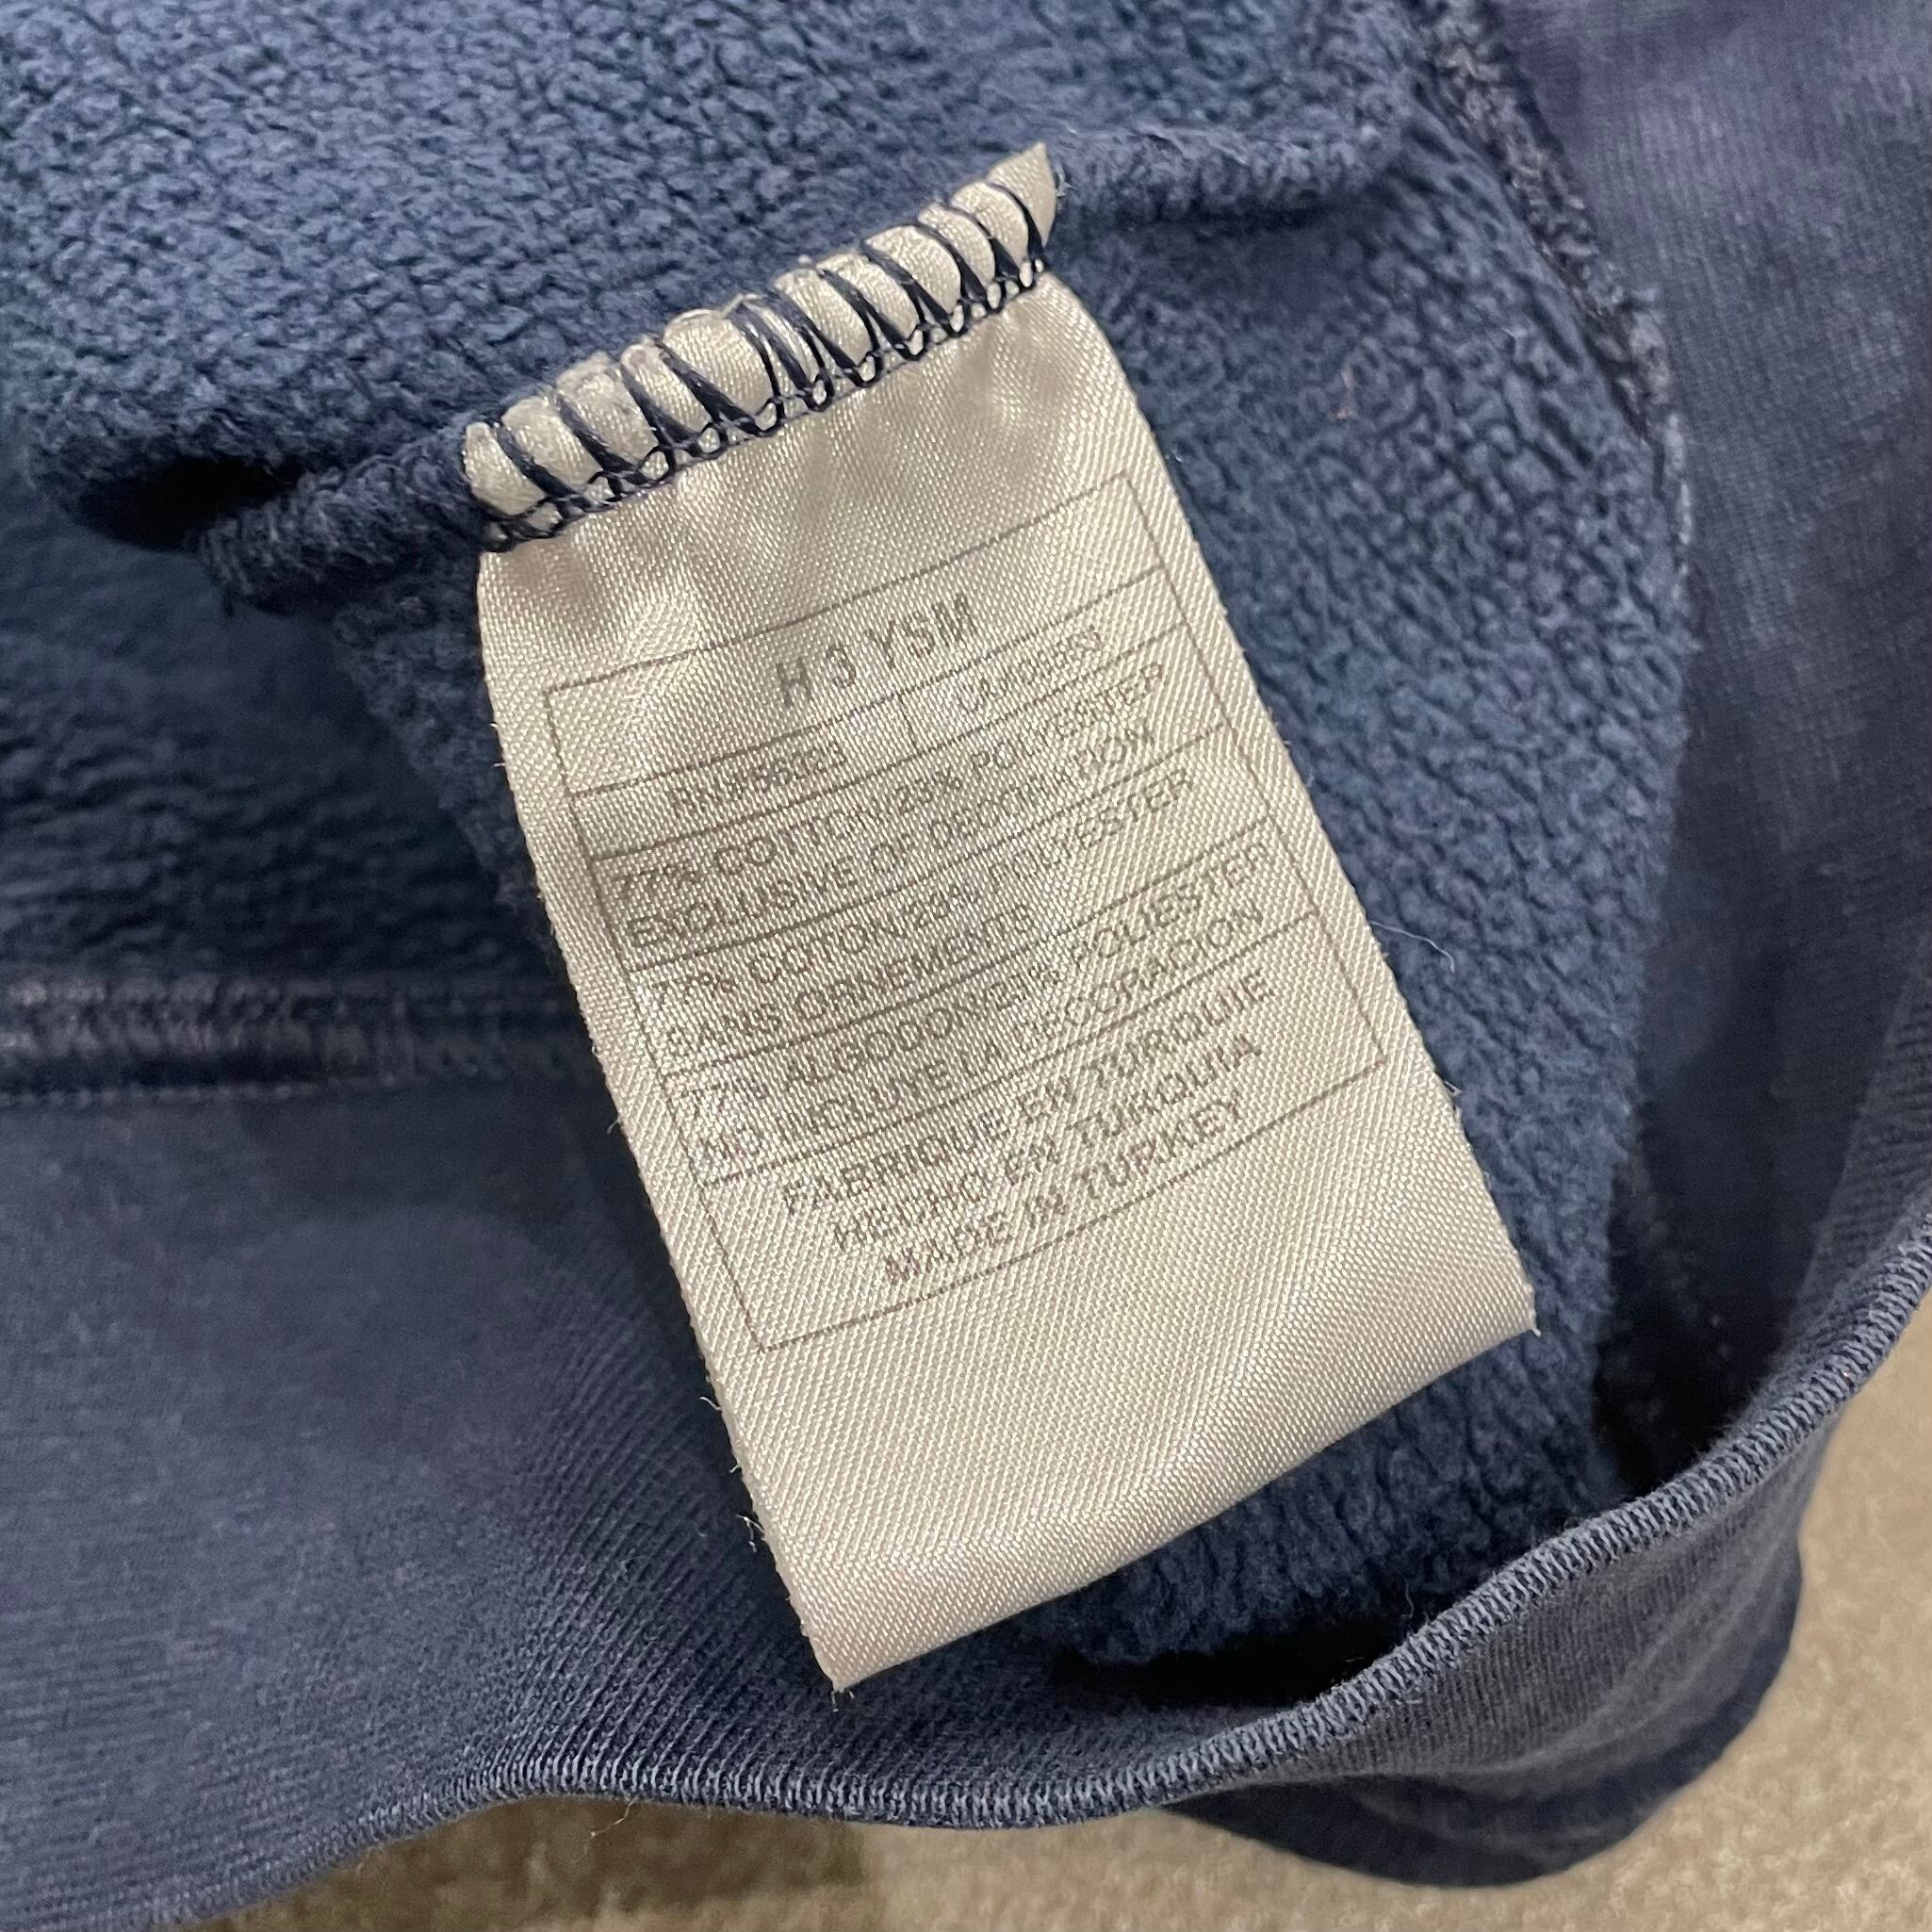 H3YSM
77% COTTON/23% POLYESTER
EXCLUSIVE OF DECORATION
77% COTON/23% POLYESTER
SANS ORNEMENTS
77% ALGODON/23% POLIESTER
NO INCLUYE LA DECORACION
FABRIQUE EN TURQUIE
HECHO EN TURQUIA
MADE IN TURKEY